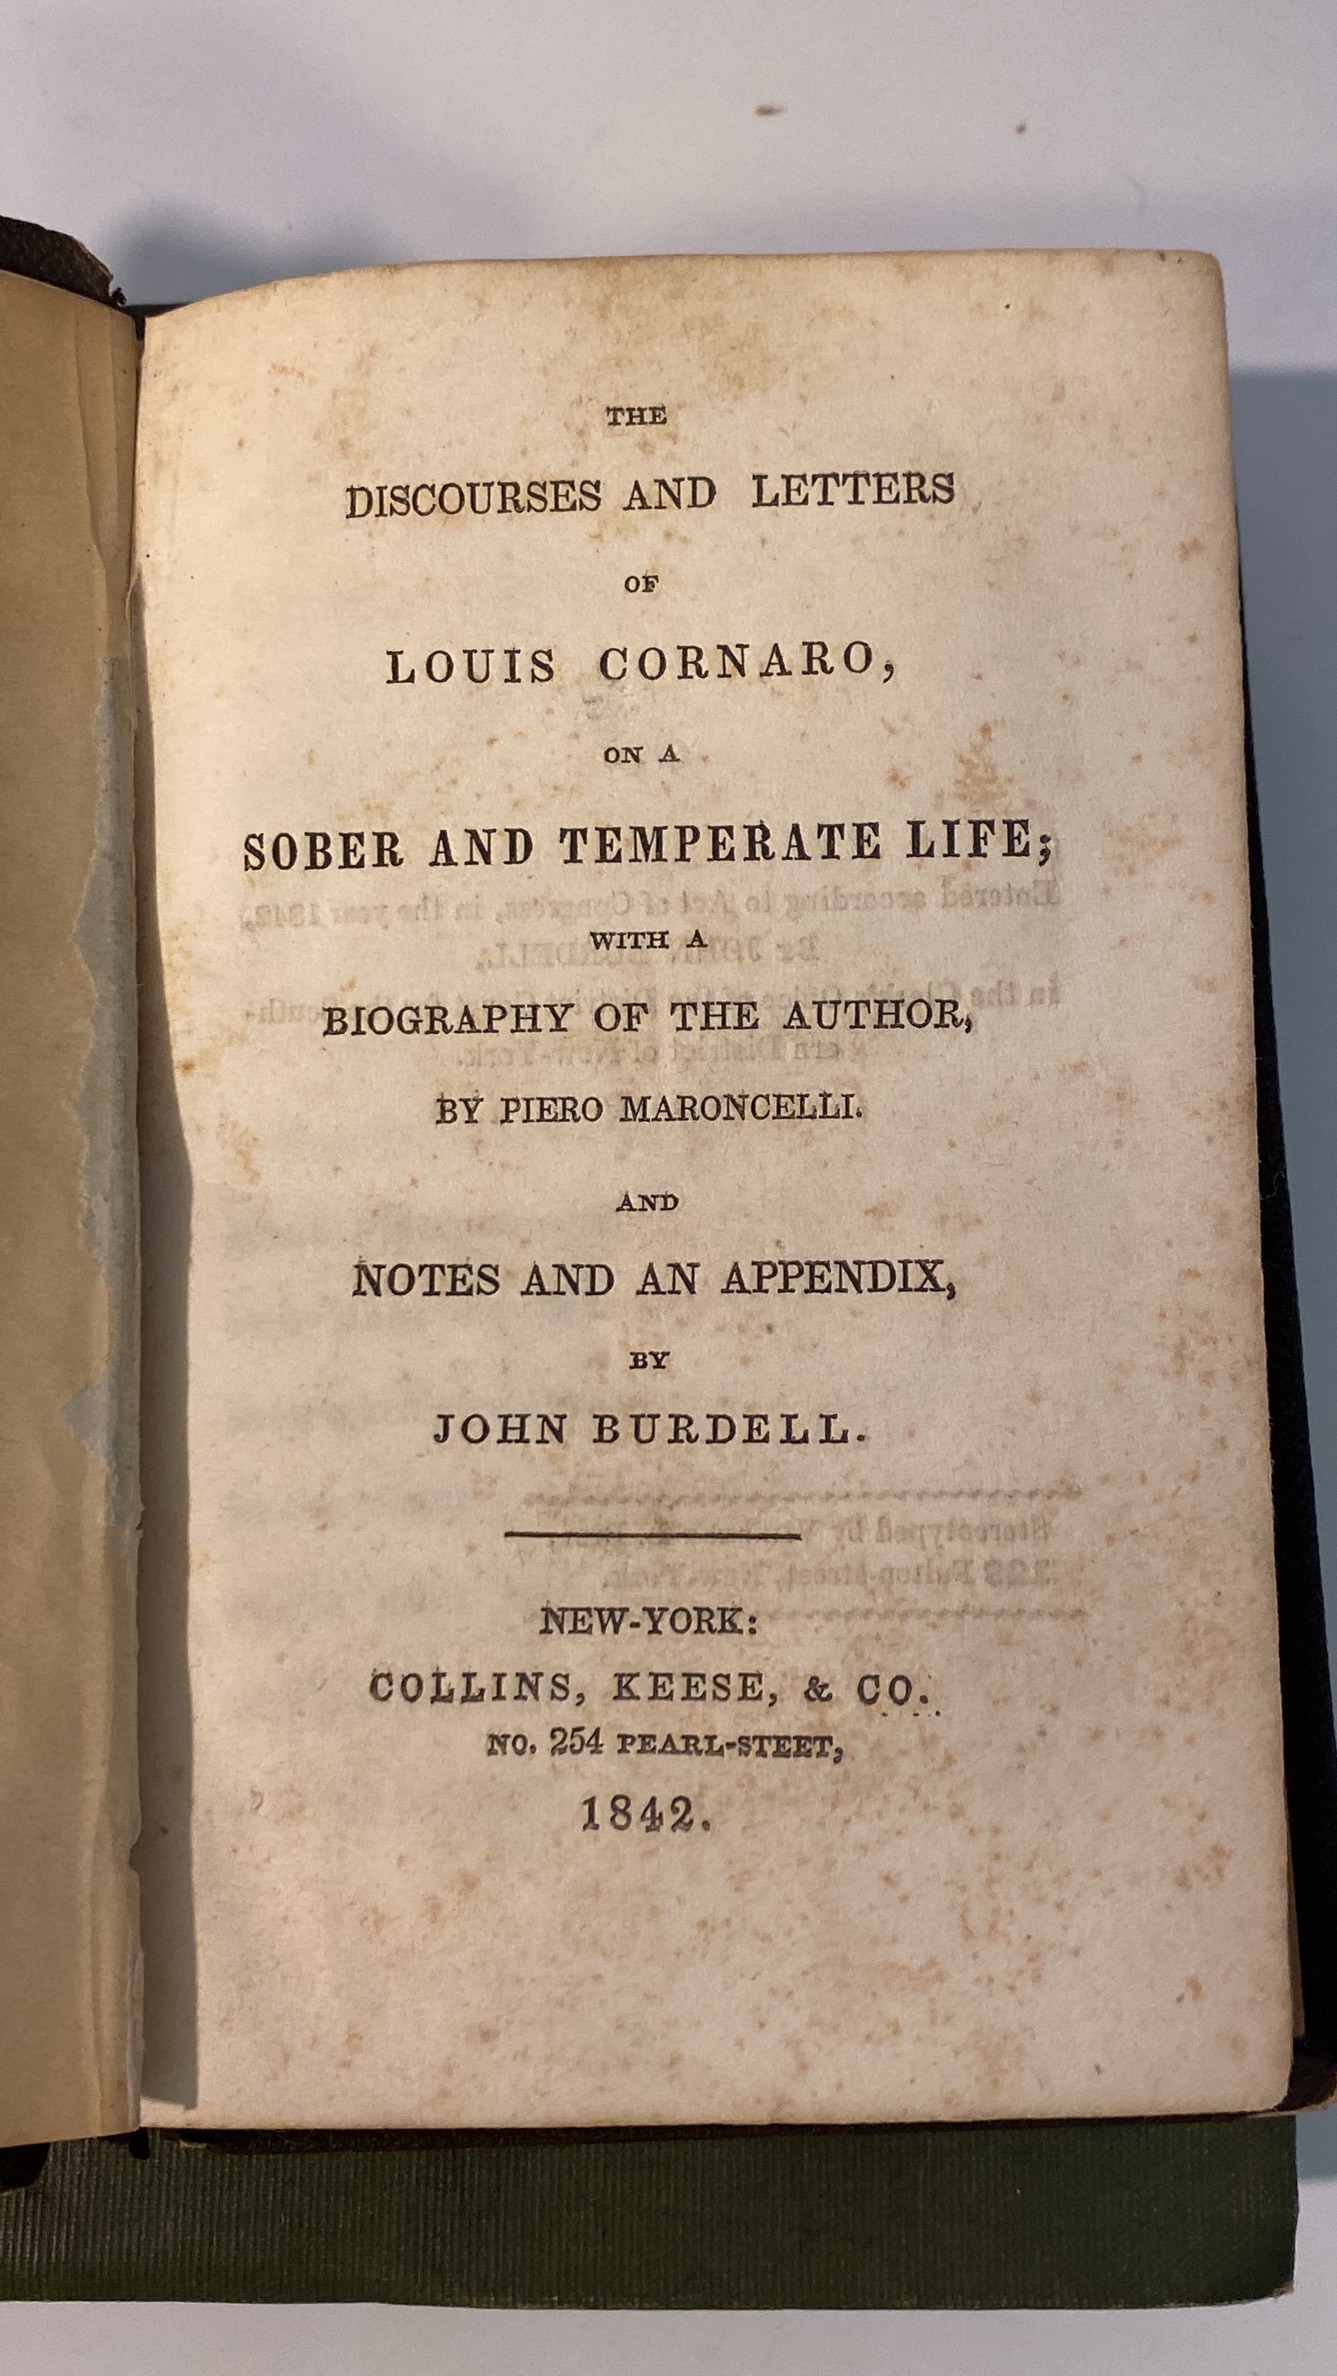 THE
DISCOURSES AND LETTERS
OF
LOUIS CORNARO,
ON A
SOBER AND TEMPERATE LIFE;
WITH A
BIOGRAPHY OF THE AUTHOR,
BY PIERO MARONCELLI.
AND
NOTES AND AN APPENDIX,
BY
JOHN BURDELL.
NEW-YORK:
COLLINS, KEESE, & CO.
NO. 254 PEARL-STEET,
1842.